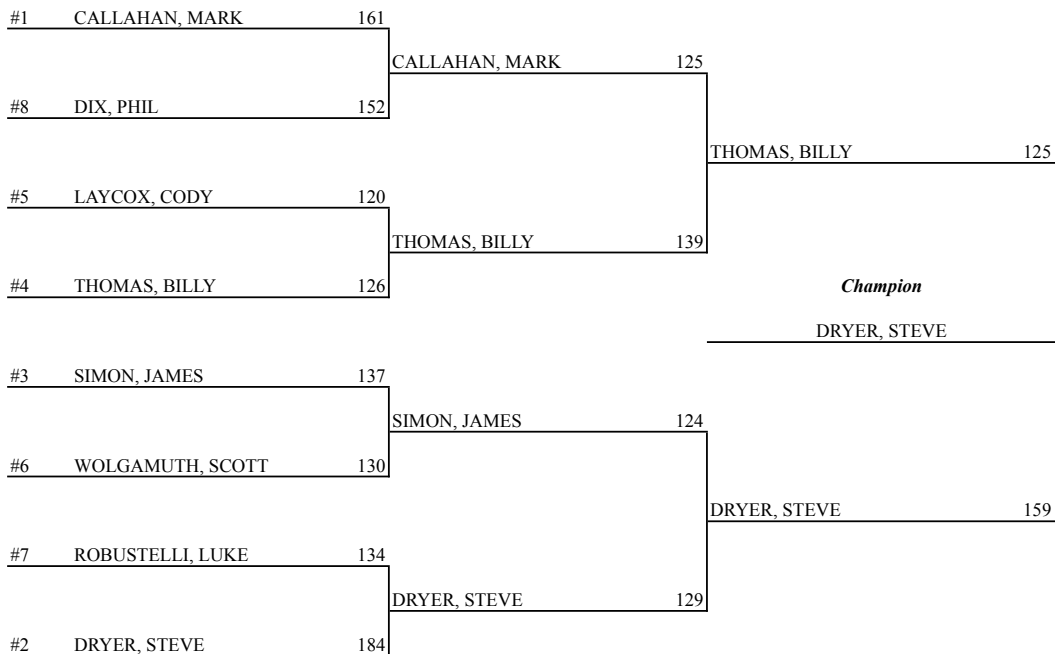 #1 CALLAHAN, MARK 161
CALLAHAN, MARK 125
#8 DIX, PHIL 152
THOMAS, BILLY 125
#5 LAYCOX, CODY 120
THOMAS, BILLY 139
#4 THOMAS, BILLY 126
Champion
DRYER, STEVE
#3 SIMON, JAMES 137
SIMON, JAMES 124
#6 WOLGAMUTH, SCOTT 130
DRYER, STEVE 159
#7 ROBUSTELLI, LUKE 134
DRYER, STEVE 129
#2 DRYER, STEVE 184